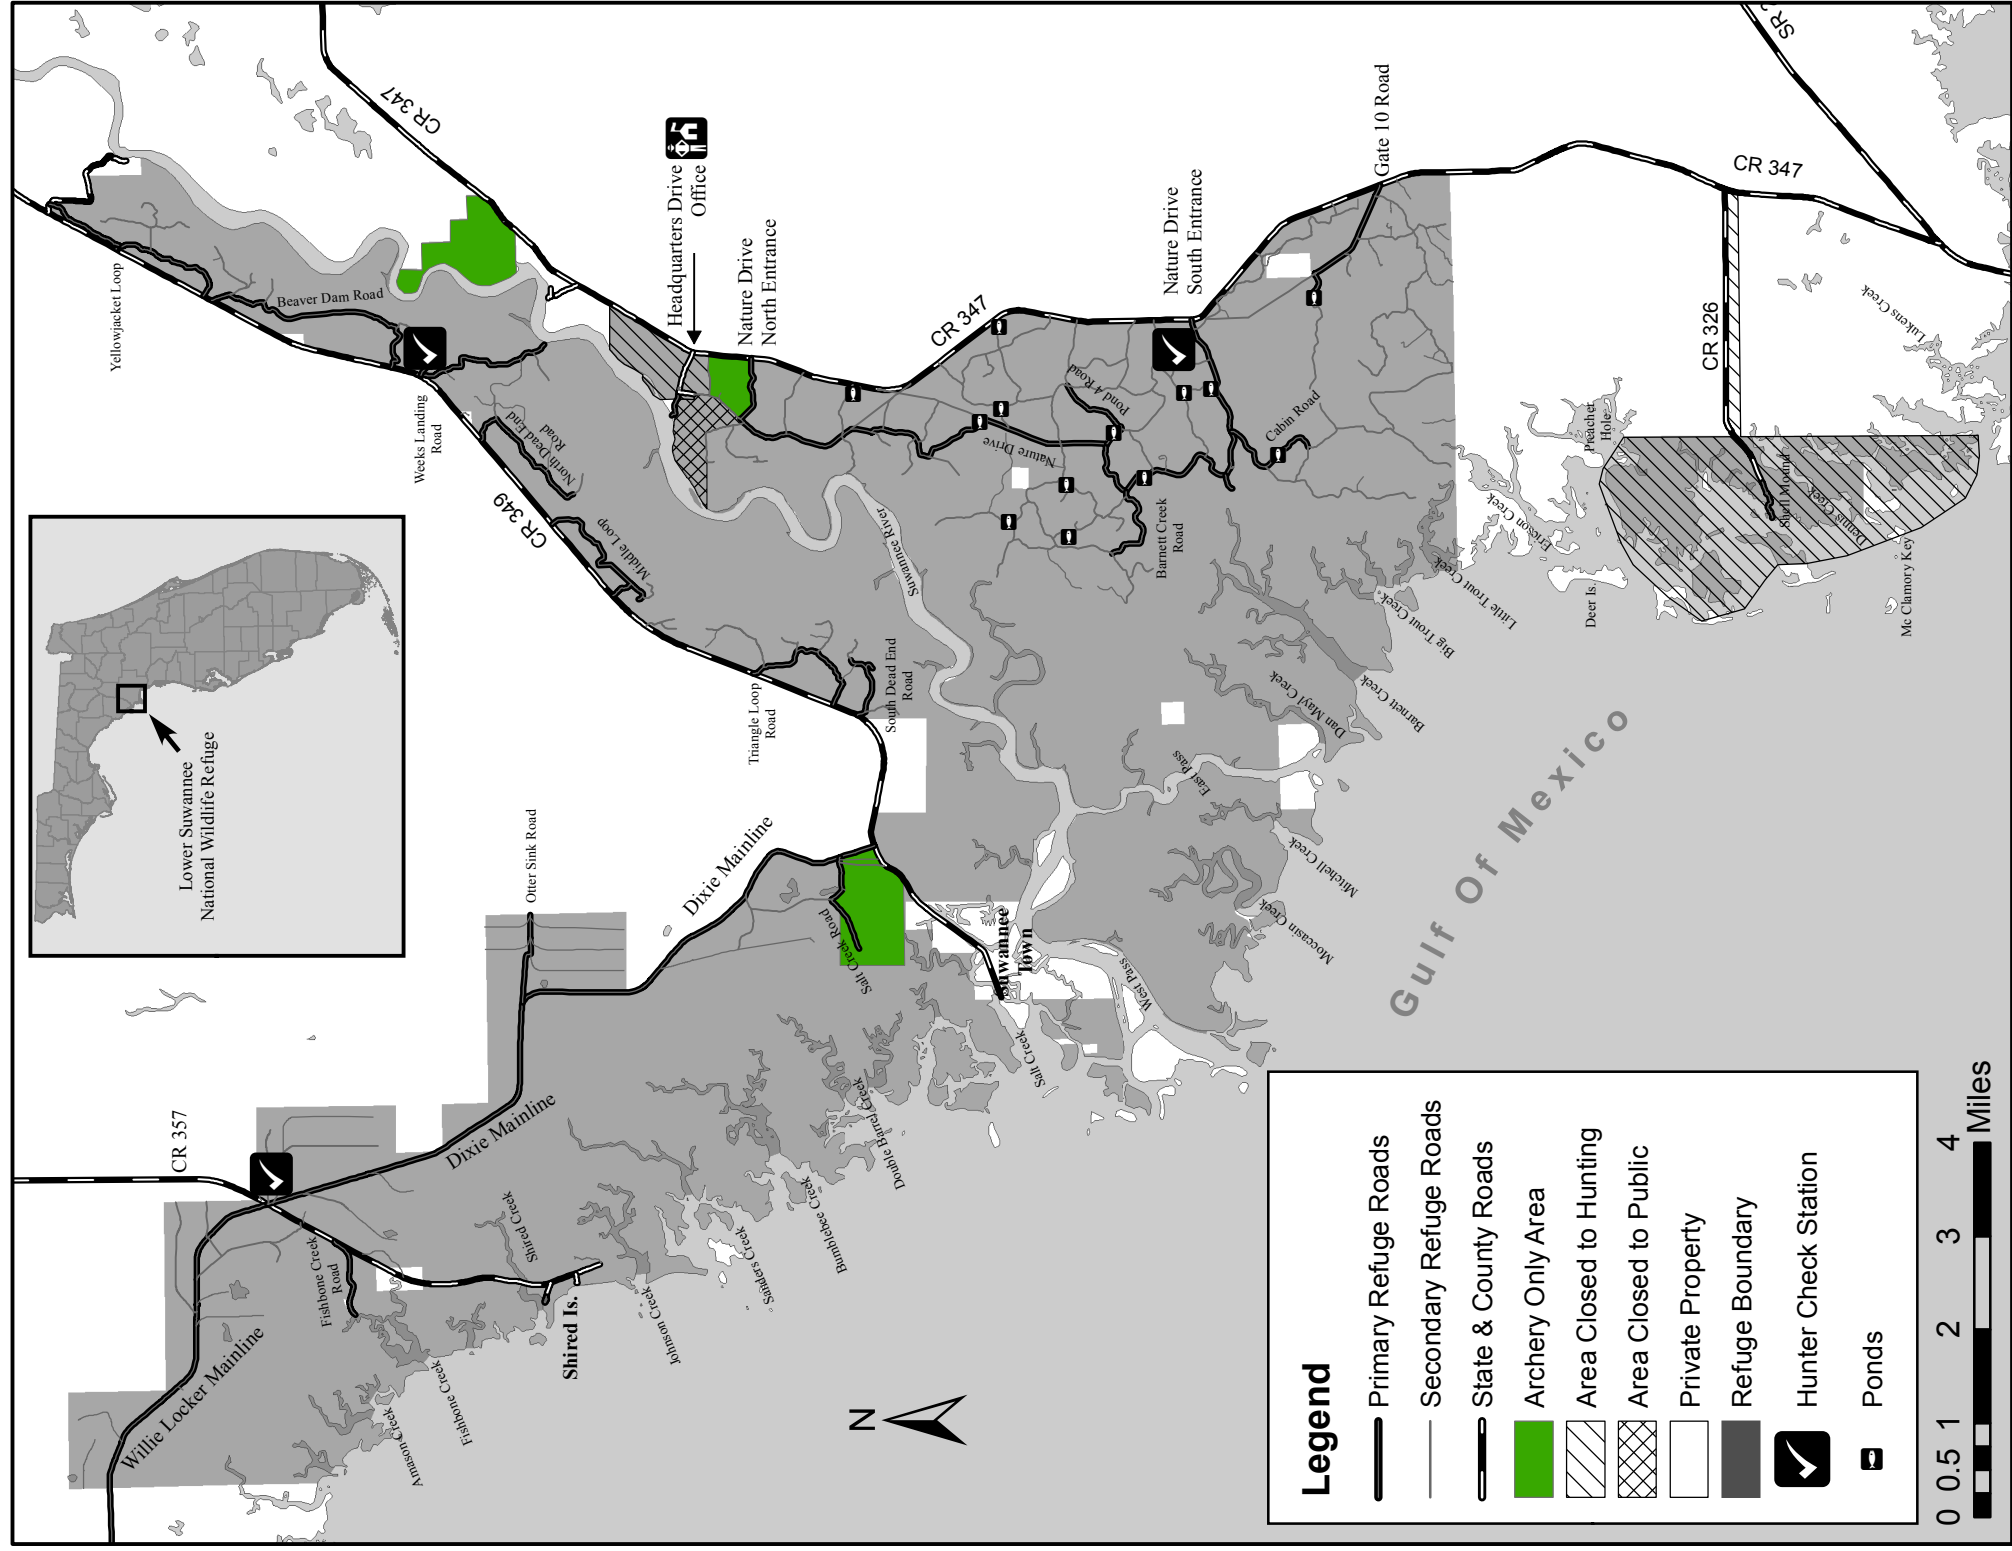 CR 347
Yellowjacket Loop
Beaver Dam Road
Headquarters Drive
Office
Nature Drive
North Entrance
Weeks Landing
Road
North Dead End
Road
CR 349
Middle Loop
Suwannee River
CR 347
Nature Drive
Pond 4 Road
Nature Drive
South Entrance
Gate 10 Road
Cabin Road
Barnett Creek
Road
CR 347
CR 326
Lukens Creek
Preacher
Hole
Shell Mound
Dennis Creek
Mc Clamory Key
Deer Is.
Ericson Creek
Little Trout Creek
Big Trout Creek
Barnett Creek
Dan Mayl Creek
East Pass
Mitchell Creek
Moccasin Creek
West Pass
Gulf Of Mexico
Triangle Loop
Road
South Dead End
Road
Lower Suwannee
National Wildlife Refuge
Otter Sink Road
Dixie Mainline
Salt Creek Road
Suwannee
Town
Salt Creek
Double Barrel Creek
Bumblebee Creek
Sanders Creek
Johnson Creek
Shired Creek
Shired Is.
Dixie Mainline
CR 357
Fishbone Creek
Road
Willie Locker Mainline
Amason Creek
Fishbone Creek
N
Legend
Primary Refuge Roads
Secondary Refuge Roads
State & County Roads
Archery Only Area
Area Closed to Hunting
Area Closed to Public
Private Property
Refuge Boundary
Hunter Check Station
Ponds
0 0.5 1 2 3 4
Miles